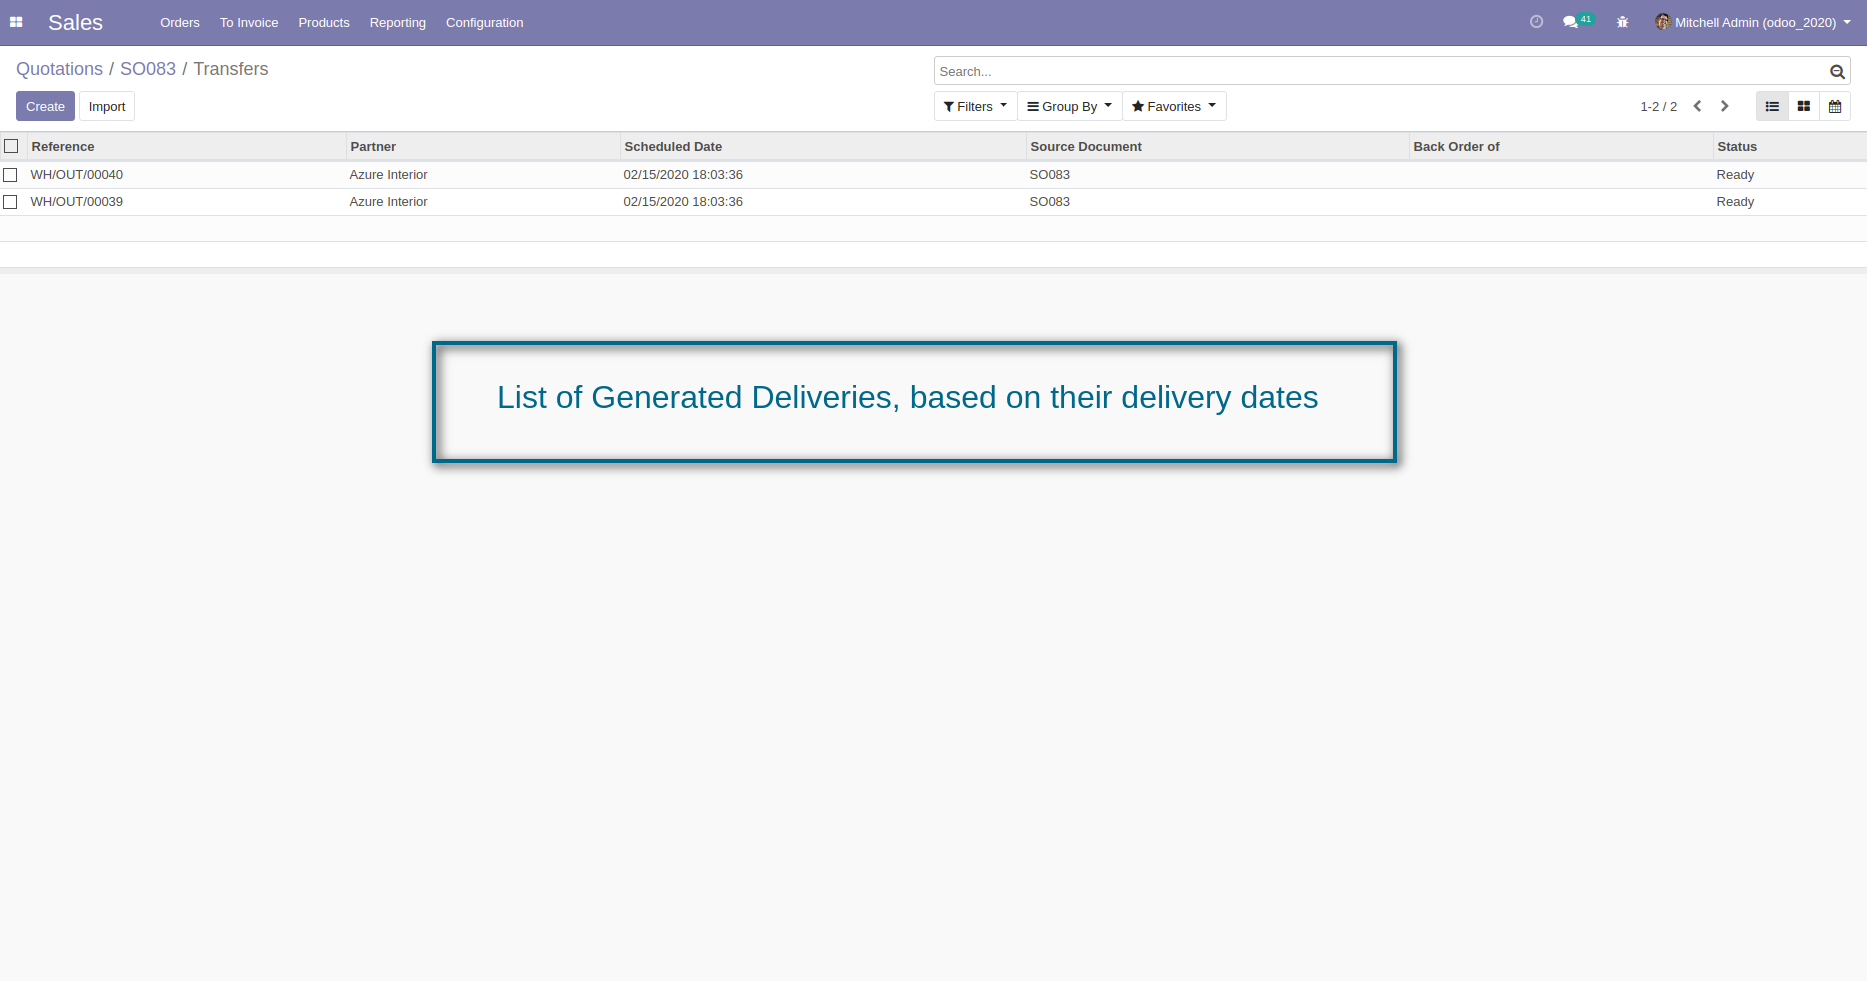 Sales Orders To Invoice Products Reporting Configuration 41 Mitchell Admin (odoo_2020)
Quotations / SO083 / Transfers Search...
Create Import Filters Group By Favorites 1-2 / 2
Reference Partner Scheduled Date Source Document Back Order of Status
WH/OUT/00040 Azure Interior 02/15/2020 18:03:36 SO083 Ready
WH/OUT/00039 Azure Interior 02/15/2020 18:03:36 SO083 Ready
List of Generated Deliveries, based on their delivery dates